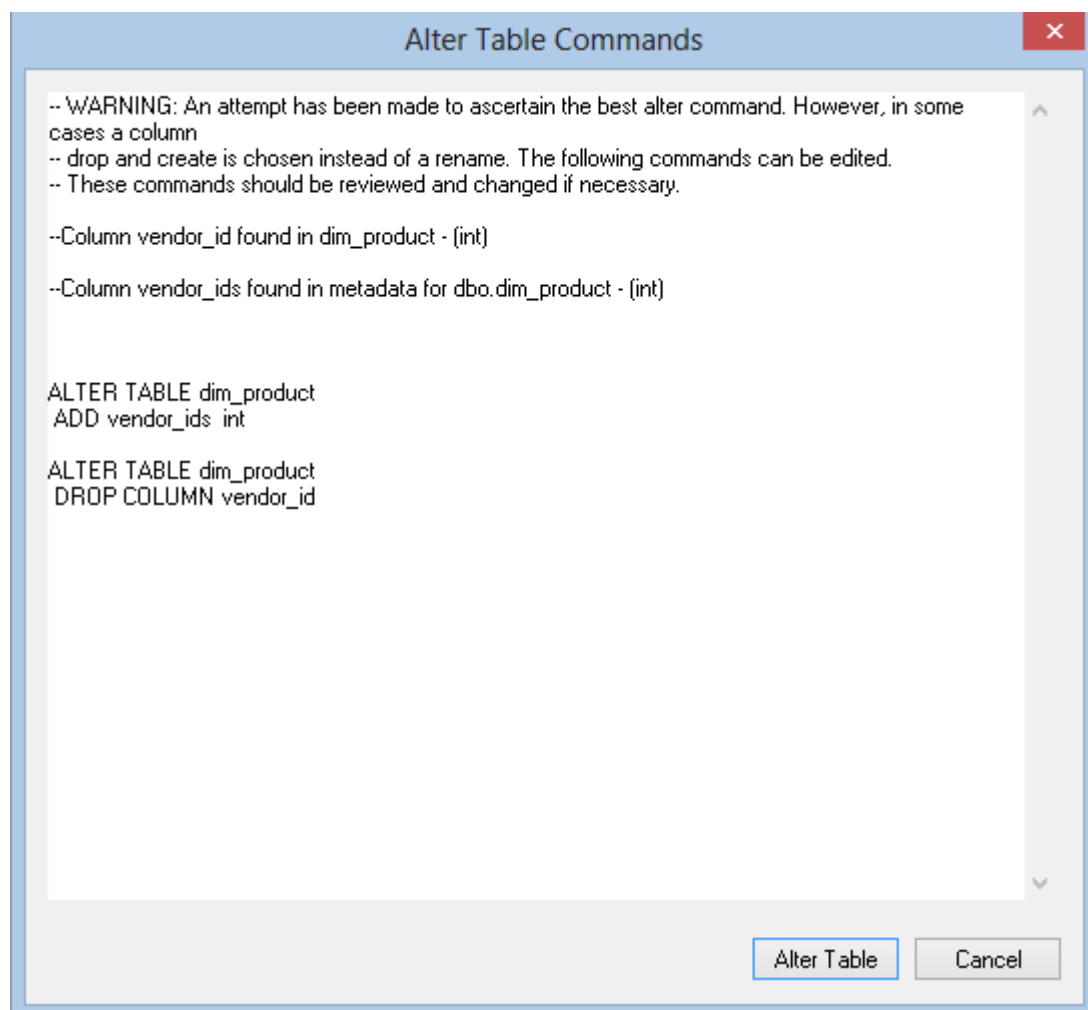 Alter Table Commands
-- WARNING: An attempt has been made to ascertain the best alter command. However, in some
cases a column
-- drop and create is chosen instead of a rename. The following commands can be edited.
-- These commands should be reviewed and changed if necessary.
--Column vendor_id found in dim_product - (int)
--Column vendor_ids found in metadata for dbo.dim_product - (int)
ALTER TABLE dim_product
ADD vendor_ids  int
ALTER TABLE dim_product
DROP COLUMN vendor_id
Alter Table
Cancel